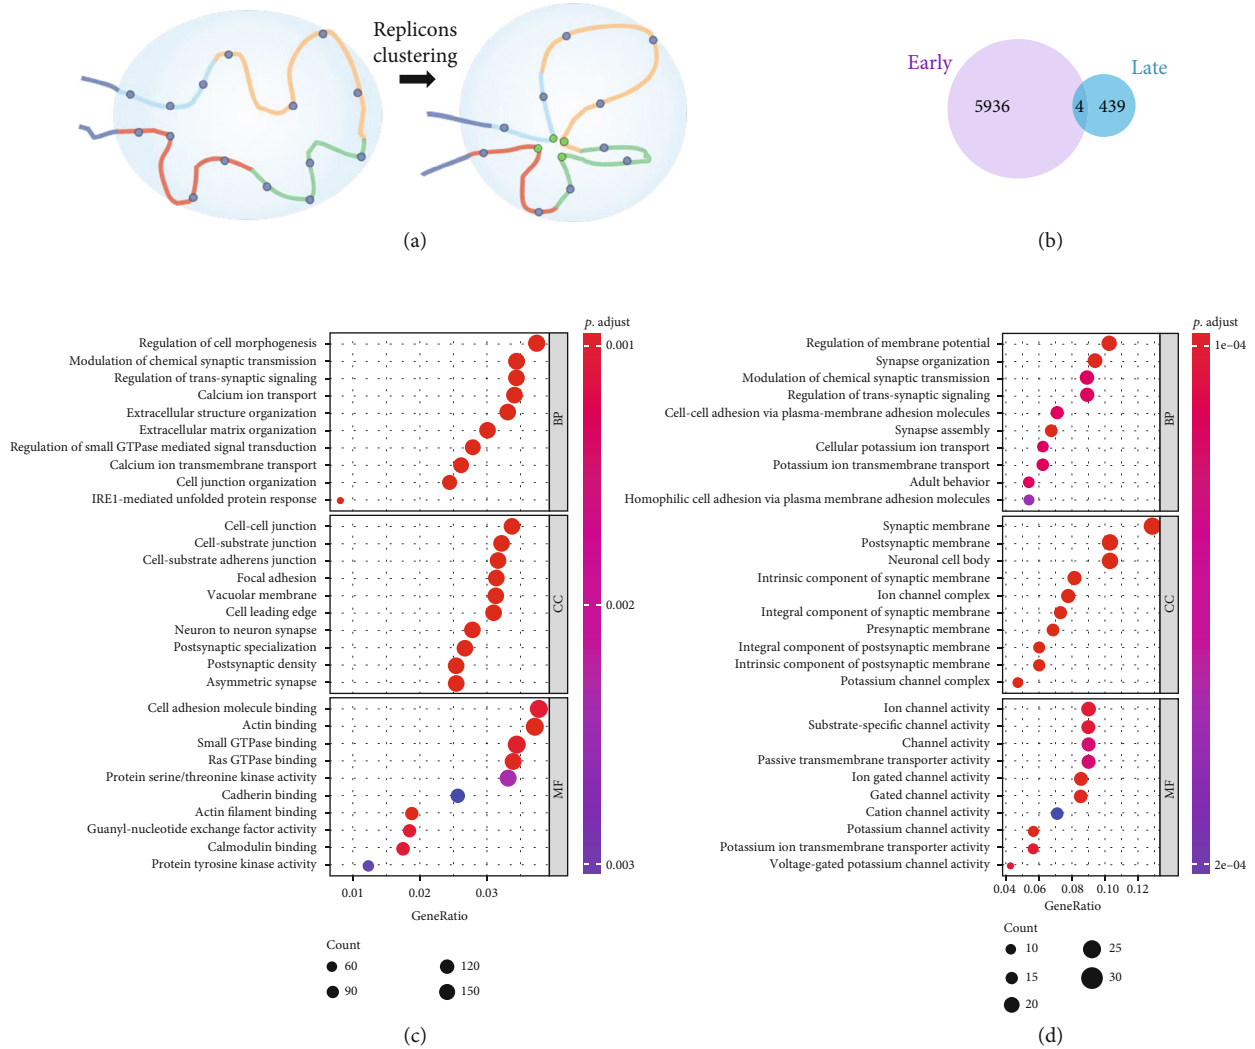 Replicons
clustering
(a)
Early
Late
5936
4
439
(b)
p. adjust
Regulation of cell morphogenesis
Modulation of chemical synaptic transmission
Regulation of trans-synaptic signaling
Calcium ion transport
Extracellular structure organization
Extracellular matrix organization
Regulation of small GTPase mediated signal transduction
Calcium ion transmembrane transport
Cell junction organization
IRE1-mediated unfolded protein response
BP
Cell-cell junction
Cell-substrate junction
Cell-substrate adherens junction
Focal adhesion
Vacuolar membrane
Cell leading edge
Neuron to neuron synapse
Postsynaptic specialization
Postsynaptic density
Asymmetric synapse
CC
Cell adhesion molecule binding
Actin binding
Small GTPase binding
Ras GTPase binding
Protein serine/threonine kinase activity
Cadherin binding
Actin filament binding
Guanyl-nucleotide exchange factor activity
Calmodulin binding
Protein tyrosine kinase activity
MF
0.001
0.002
0.003
0.01 0.02 0.03
GeneRatio
Count
60 120
90 150
(c)
p. adjust
Regulation of membrane potential
Synapse organization
Modulation of chemical synaptic transmission
Regulation of trans-synaptic signaling
Cell-cell adhesion via plasma-membrane adhesion molecules
Synapse assembly
Cellular potassium ion transport
Potassium ion transmembrane transport
Adult behavior
Homophilic cell adhesion via plasma membrane adhesion molecules
BP
Synaptic membrane
Postsynaptic membrane
Neuronal cell body
Intrinsic component of synaptic membrane
Ion channel complex
Integral component of synaptic membrane
Presynaptic membrane
Integral component of postsynaptic membrane
Intrinsic component of postsynaptic membrane
Potassium channel complex
CC
Ion channel activity
Substrate-specific channel activity
Channel activity
Passive transmembrane transporter activity
Ion gated channel activity
Gated channel activity
Cation channel activity
Potassium channel activity
Potassium ion transmembrane transporter activity
Voltage-gated potassium channel activity
MF
1e–04
2e–04
0.04 0.06 0.08 0.10 0.12
GeneRatio
Count
10 25
15 30
20
(d)